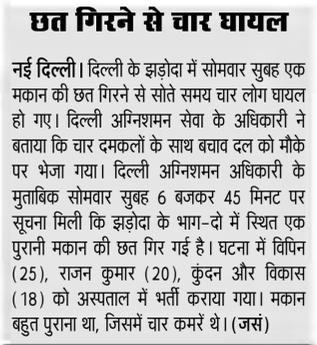 छत गिरने से चार घायल
नई दिल्ली। दिल्ली के झड़ोदा में सोमवार सुबह एक
मकान की छत गिरने से सोते समय चार लोग घायल
हो गए। दिल्ली अग्निशमन सेवा के अधिकारी ने
बताया कि चार दमकलों के साथ बचाव दल को मौके
पर भेजा गया। दिल्ली अग्निशमन अधिकारी के
मुताबिक सोमवार सुबह 6 बजकर 45 मिनट पर
सूचना मिली कि झड़ोदा के भाग-दो में स्थित एक
पुरानी मकान की छत गिर गई है। घटना में विपिन
(25), राजन कुमार (20), कुंदन और विकास
(18) को अस्पताल में भर्ती कराया गया। मकान
बहुत पुराना था, जिसमें चार कमरें थे। (जसं)